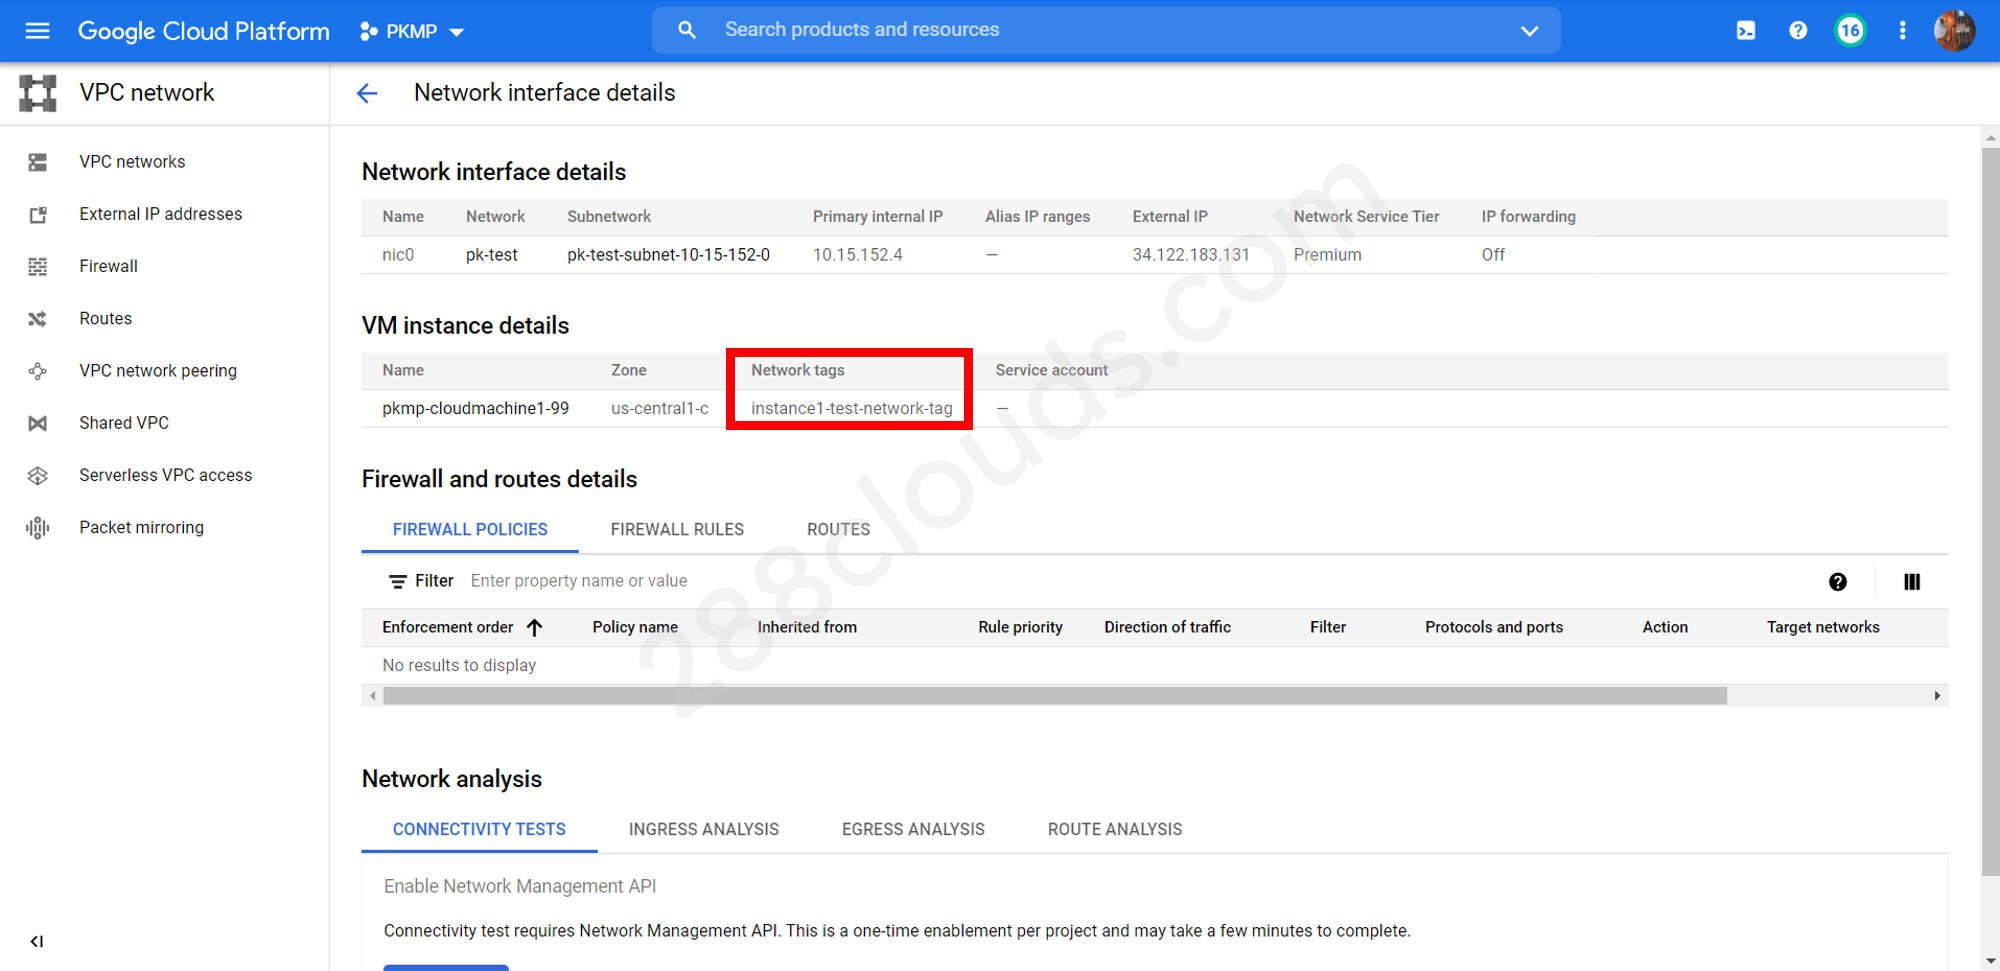 Google Cloud Platform PKMP Search products and resources 16
VPC network
Network interface details
VPC networks
External IP addresses
Firewall
Routes
VPC network peering
Shared VPC
Serverless VPC access
Packet mirroring
Network interface details
Name Network Subnetwork Primary internal IP Alias IP ranges External IP Network Service Tier IP forwarding
nic0 pk-test pk-test-subnet-10-15-152-0 10.15.152.4 — 34.122.183.131 Premium Off
VM instance details
Name Zone Network tags Service account
pkmp-cloudmachine1-99 us-central1-c instance1-test-network-tag —
Firewall and routes details
FIREWALL POLICIES FIREWALL RULES ROUTES
Filter Enter property name or value
Enforcement order Policy name Inherited from Rule priority Direction of traffic Filter Protocols and ports Action Target networks
No results to display
Network analysis
CONNECTIVITY TESTS INGRESS ANALYSIS EGRESS ANALYSIS ROUTE ANALYSIS
Enable Network Management API
Connectivity test requires Network Management API. This is a one-time enablement per project and may take a few minutes to complete.
288clouds.com